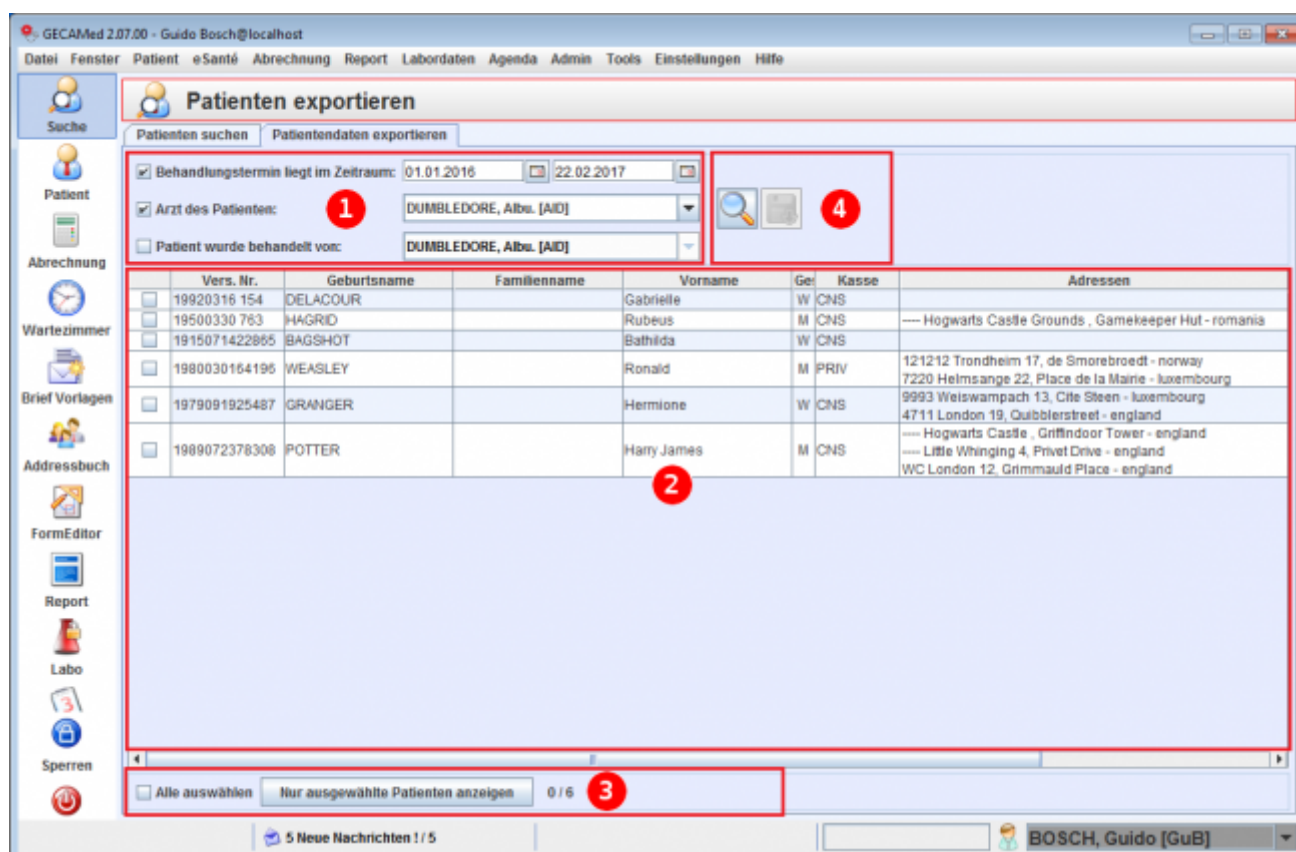 GECAMed 2.07.00 - Guido Bosch@localhost
Datei Fenster Patient eSanté Abrechnung Report Labordaten Agenda Admin Tools Einstellungen Hilfe
Suche
Patient
Abrechnung
Wartezimmer
Brief Vorlagen
Addressbuch
FormEditor
Report
Labo
3
Sperren
Patienten exportieren
Patienten suchen Patientendaten exportieren
Behandlungstermin liegt im Zeitraum: 01.01.2016 22.02.2017
Arzt des Patienten: 1 DUMBLEDORE, Albu. [AlD] 4
Patient wurde behandelt von: DUMBLEDORE, Albu. [AlD]
Vers. Nr. Geburtsname Familienname Vorname Ge Kasse Adressen
19920316 154 DELACOUR Gabrielle W CNS
19500330 763 HAGRID Rubeus M CNS ---- Hogwarts Castle Grounds , Gamekeeper Hut - romania
1915071422865 BAGSHOT Bathilda W CNS
1980030164196 WEASLEY Ronald M PRIV 121212 Trondheim 17, de Smorebroedt - norway
7220 Helmsange 22, Place de la Mairie - luxembourg
1979091925487 GRANGER Hermione W CNS 9993 Weiswampach 13, Cite Steen - luxembourg
4711 London 19, Quibblerstreet - england
---- Hogwarts Castle , Griffindoor Tower - england
1989072378308 POTTER Harry James M CNS ---- Little Whinging 4, Privet Drive - england
WC London 12, Grimmauld Place - england
2
Alle auswählen Nur ausgewählte Patienten anzeigen 0 / 6 3
5 Neue Nachrichten ! / 5 BOSCH, Guido [GuB]